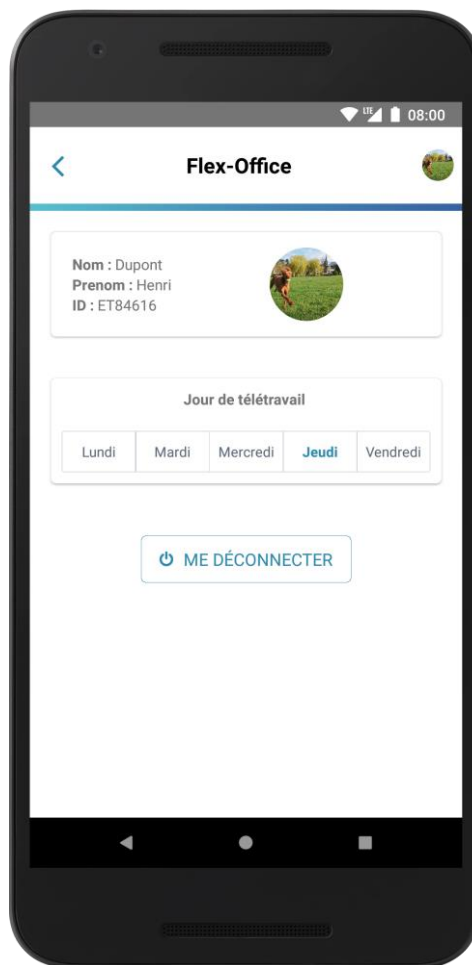 LTE 08:00
Flex-Office
Nom : Dupont
Prenom : Henri
ID : ET84616
Jour de télétravail
Lundi Mardi Mercredi Jeudi Vendredi
ME DÉCONNECTER